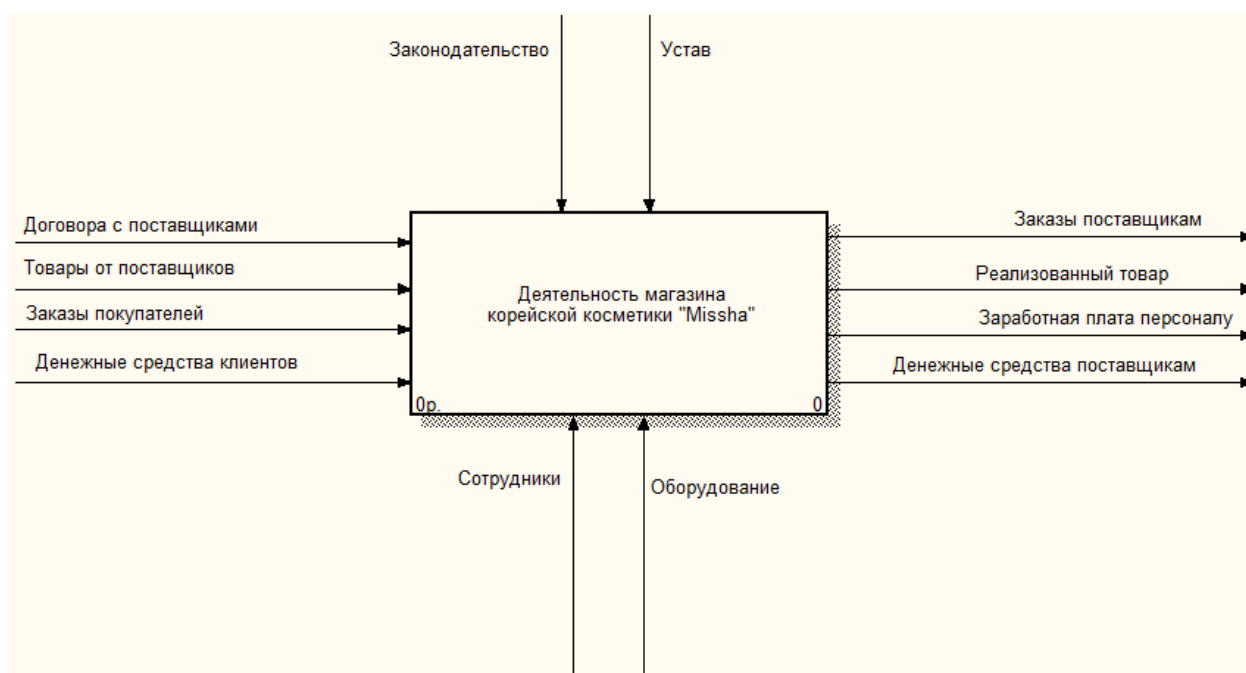 Законодательство
Устав
Договора с поставщиками
Товары от поставщиков
Заказы покупателей
Денежные средства клиентов
Деятельность магазина
корейской косметики "Missha"
0р.
0
Заказы поставщикам
Реализованный товар
Заработная плата персоналу
Денежные средства поставщикам
Сотрудники
Оборудование